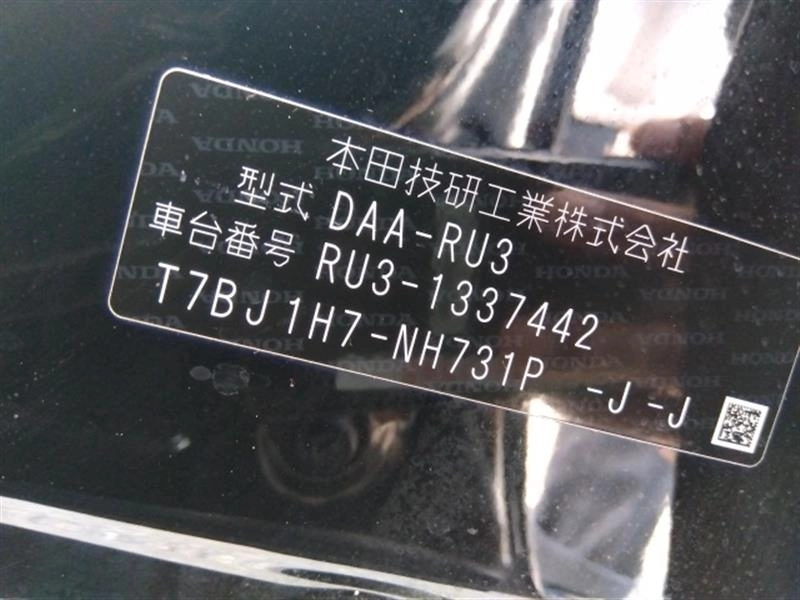 本田技研工業株式会社
型式 DAA-RU3
車台番号 RU3-1337442
T7BJ1H7-NH731P -J -J